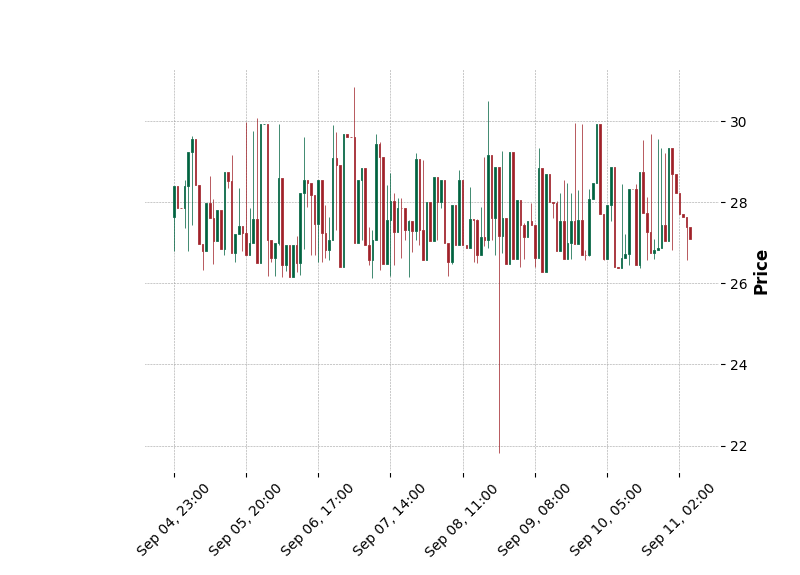 30
28
26
24
22
Price
Sep 04, 23:00
Sep 05, 20:00
Sep 06, 17:00
Sep 07, 14:00
Sep 08, 11:00
Sep 09, 08:00
Sep 10, 05:00
Sep 11, 02:00